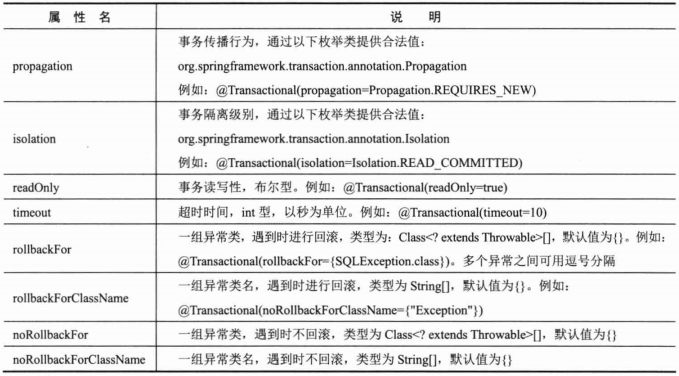 属 性 名 说 明
propagation
事务传播行为，通过以下枚举类提供合法值：
org.springframework.transaction.annotation.Propagation
例如：@Transactional(propagation=Propagation.REQUIRES_NEW)
isolation
事务隔离级别，通过以下枚举类提供合法值：
org.springframework.transaction.annotation.Isolation
例如：@Transactional(isolation=Isolation.READ_COMMITTED)
readOnly 事务读写性，布尔型。例如：@Transactional(readOnly=true)
timeout 超时时间，int 型，以秒为单位。例如：@Transactional(timeout=10)
rollbackFor
一组异常类，遇到时进行回滚，类型为：Class<? extends Throwable>[]，默认值为{}。例如：
@Transactional(rollbackFor={SQLException.class})。多个异常之间可用逗号分隔
rollbackForClassName
一组异常类名，遇到时进行回滚，类型为 String[]，默认值为{}。例如：
@Transactional(noRollbackForClassName={"Exception"})
noRollbackFor 一组异常类，遇到时不回滚，类型为 Class<? extends Throwable>[]，默认值为{}
noRollbackForClassName 一组异常类名，遇到时不回滚，类型为 String[]，默认值为{}